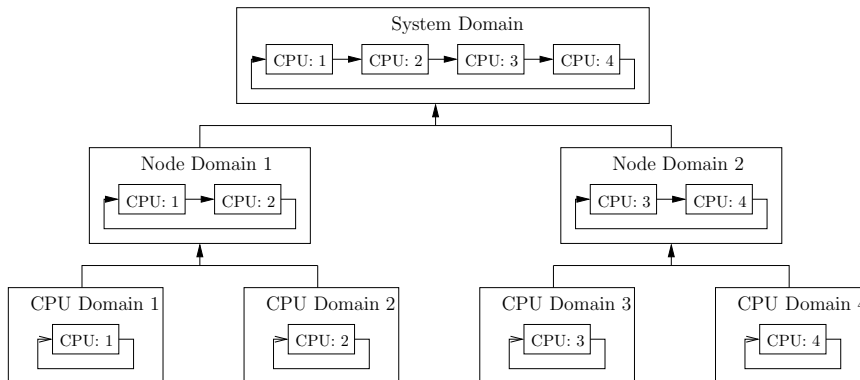 System Domain
CPU: 1 CPU: 2 CPU: 3 CPU: 4
Node Domain 1 Node Domain 2
CPU: 1 CPU: 2 CPU: 3 CPU: 4
CPU Domain 1 CPU Domain 2 CPU Domain 3 CPU Domain 4
CPU: 1 CPU: 2 CPU: 3 CPU: 4